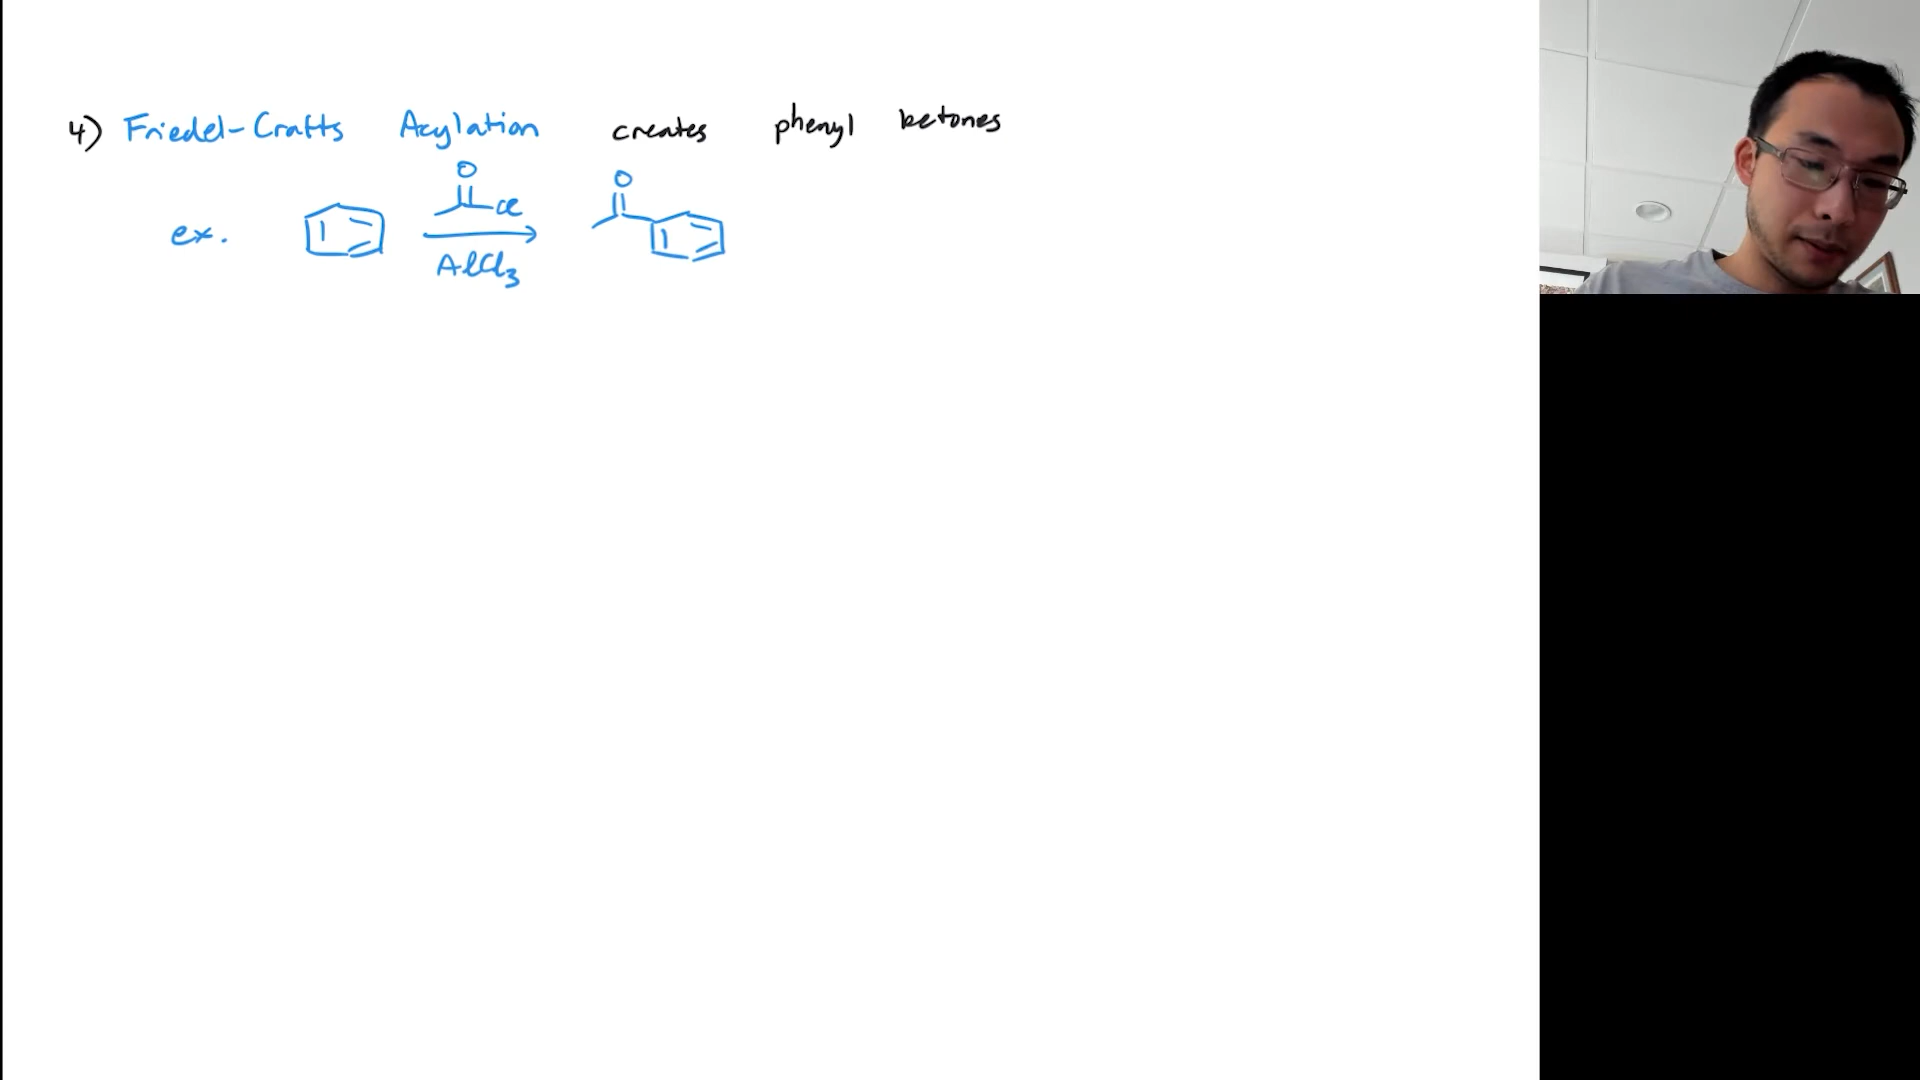 4) Friedel-Crafts Acylation creates phenyl ketones
O O
Cl
ex.
AlCl3